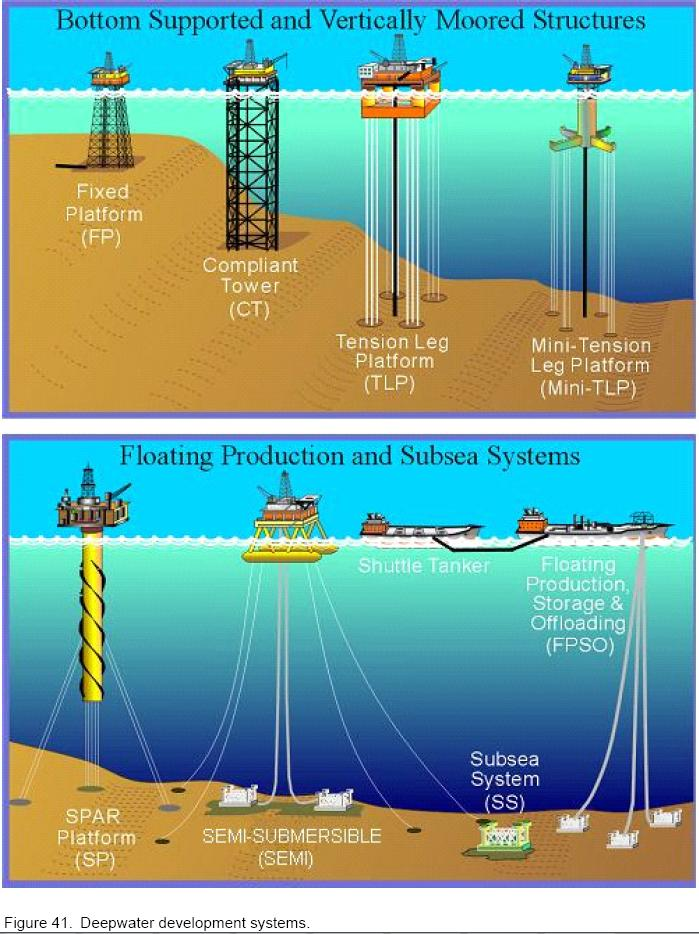 Bottom Supported and Vertically Moored Structures
Fixed
Platform
(FP)
Compliant
Tower
(CT)
Tension Leg
Platform
(TLP)
Mini-Tension
Leg Platform
(Mini-TLP)
Floating Production and Subsea Systems
Shuttle Tanker
Floating
Production,
Storage &
Offloading
(FPSO)
Subsea
System
(SS)
SPAR
Platform
(SP)
SEMI-SUBMERSIBLE
(SEMI)
Figure 41. Deepwater development systems.